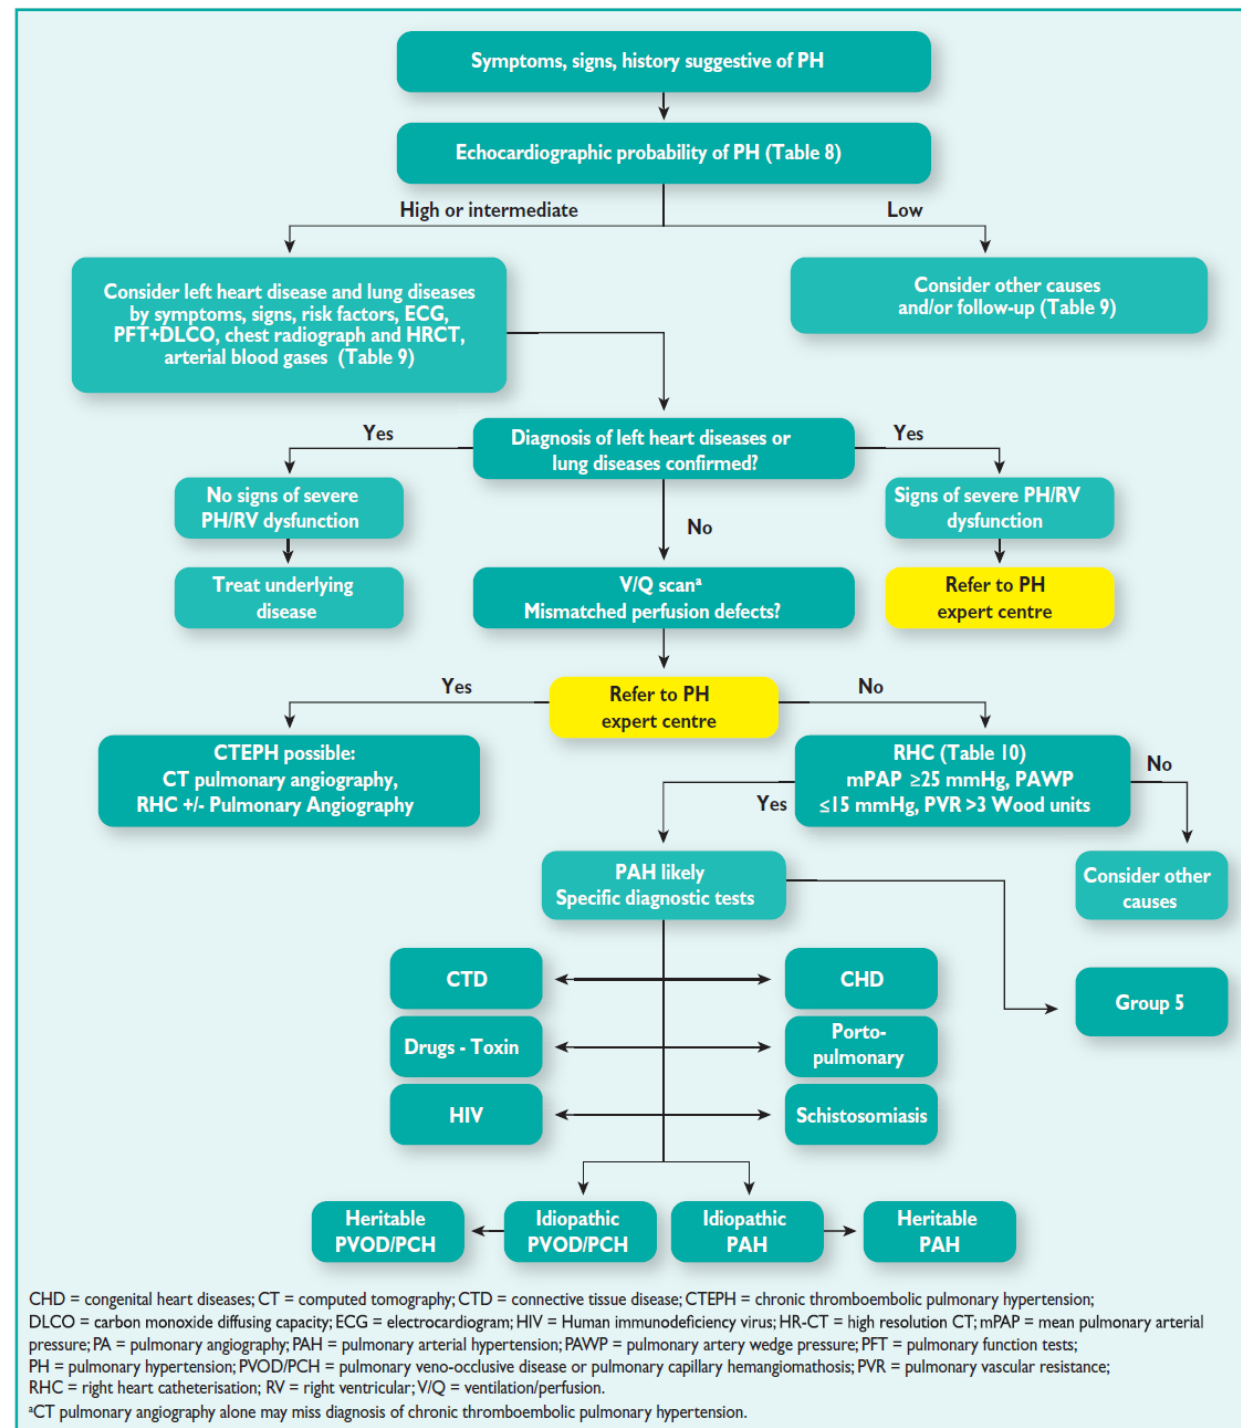 Symptoms, signs, history suggestive of PH
Echocardiographic probability of PH (Table 8)
High or intermediate
Low
Consider left heart disease and lung diseases
by symptoms, signs, risk factors, ECG,
PFT+DLCO, chest radiograph and HRCT,
arterial blood gases (Table 9)
Consider other causes
and/or follow-up (Table 9)
Yes
Diagnosis of left heart diseases or
lung diseases confirmed?
Yes
No signs of severe
PH/RV dysfunction
Signs of severe PH/RV
dysfunction
No
Treat underlying
disease
V/Q scanª
Mismatched perfusion defects?
Refer to PH
expert centre
Yes
Refer to PH
expert centre
No
CTEPH possible:
CT pulmonary angiography,
RHC +/- Pulmonary Angiography
RHC (Table 10)
mPAP ≥25 mmHg, PAWP
≤15 mmHg, PVR >3 Wood units
No
Yes
PAH likely
Specific diagnostic tests
Consider other
causes
CTD
CHD
Group 5
Drugs - Toxin
Porto-
pulmonary
HIV
Schistosomiasis
Heritable
PVOD/PCH
Idiopathic
PVOD/PCH
Idiopathic
PAH
Heritable
PAH
CHD = congenital heart diseases; CT = computed tomography; CTD = connective tissue disease; CTEPH = chronic thromboembolic pulmonary hypertension;
DLCO = carbon monoxide diffusing capacity; ECG = electrocardiogram; HIV = Human immunodeficiency virus; HR-CT = high resolution CT; mPAP = mean pulmonary arterial
pressure; PA = pulmonary angiography; PAH = pulmonary arterial hypertension; PAWP = pulmonary artery wedge pressure; PFT = pulmonary function tests;
PH = pulmonary hypertension; PVOD/PCH = pulmonary veno-occlusive disease or pulmonary capillary hemangiomathosis; PVR = pulmonary vascular resistance;
RHC = right heart catheterisation; RV = right ventricular; V/Q = ventilation/perfusion.
ªCT pulmonary angiography alone may miss diagnosis of chronic thromboembolic pulmonary hypertension.